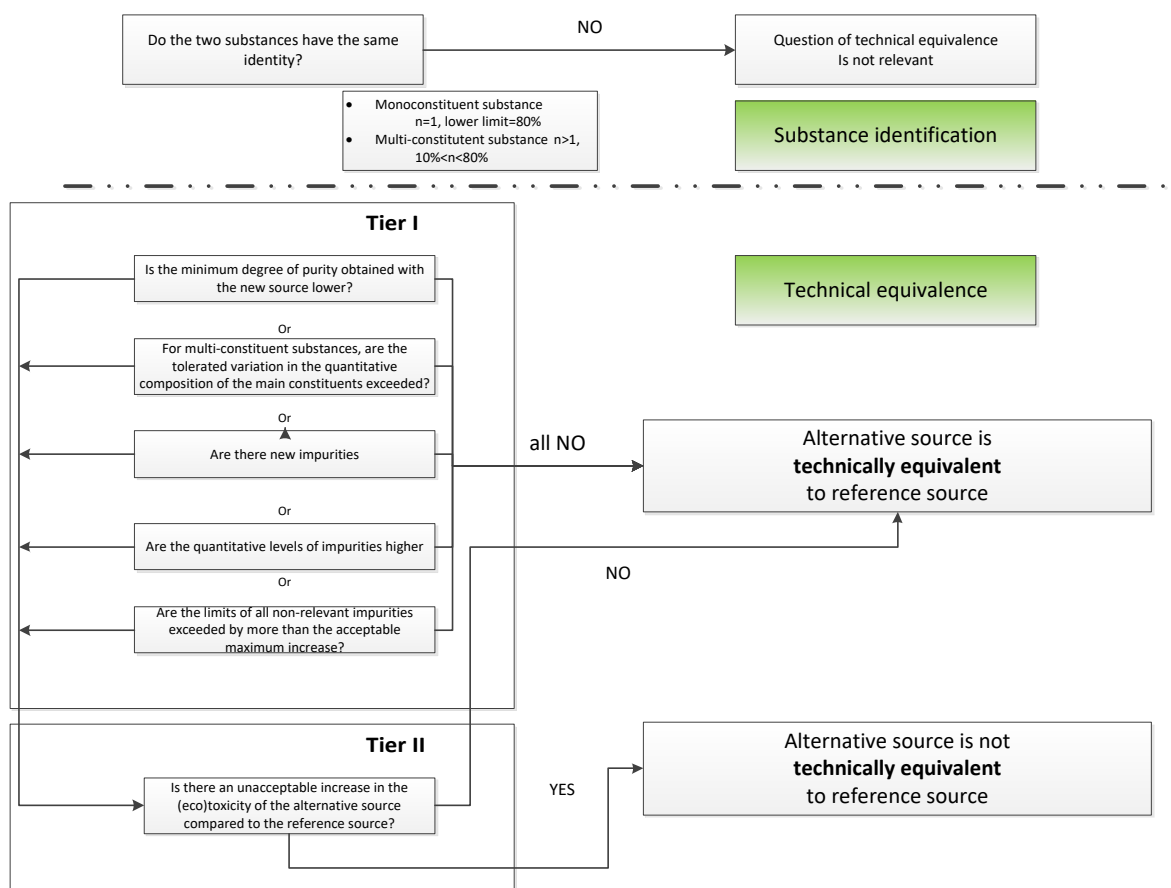 Do the two substances have the same
identity?
NO
Question of technical equivalence
Is not relevant
• Monoconstituent substance
n=1, lower limit=80%
• Multi-constitutent substance n>1,
10%<n<80%
Substance identification
Tier I
Is the minimum degree of purity obtained with
the new source lower?
Technical equivalence
Or
For multi-constituent substances, are the
tolerated variation in the quantitative
composition of the main constituents exceeded?
Or
Are there new impurities
all NO
Alternative source is
technically equivalent
to reference source
Or
Are the quantitative levels of impurities higher
NO
Or
Are the limits of all non-relevant impurities
exceeded by more than the acceptable
maximum increase?
Tier II
Is there an unacceptable increase in the
(eco)toxicity of the alternative source
compared to the reference source?
YES
Alternative source is not
technically equivalent
to reference source